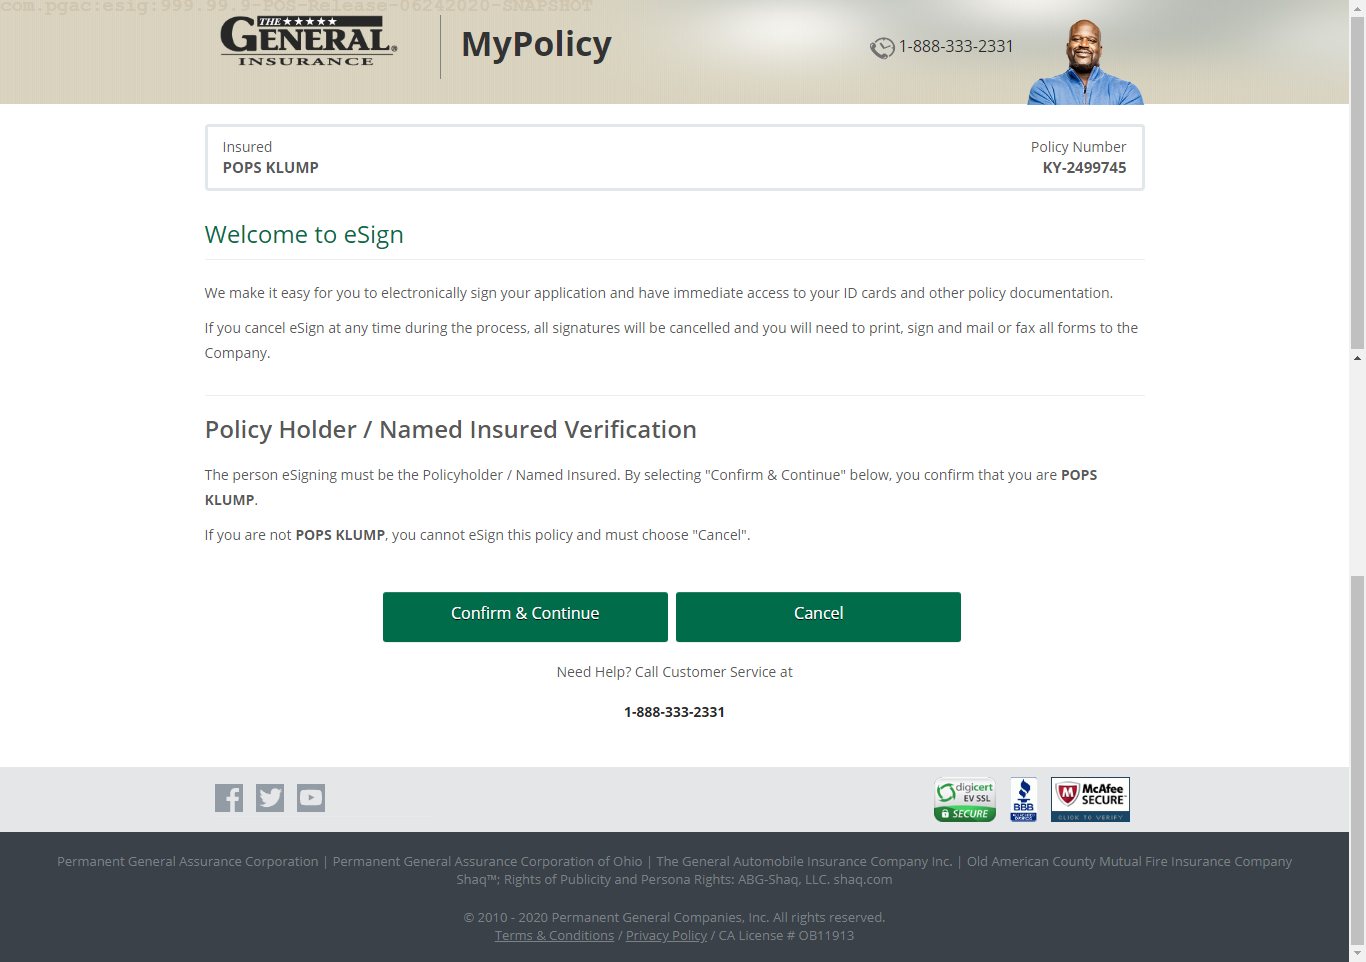 com.pgac:esig:999.99.9-POS-Release-06242020-SNAPSHOT
THE
GENERAL®
INSURANCE
MyPolicy
1-888-333-2331
Insured
Policy Number
POPS KLUMP
KY-2499745
Welcome to eSign
We make it easy for you to electronically sign your application and have immediate access to your ID cards and other policy documentation.
If you cancel eSign at any time during the process, all signatures will be cancelled and you will need to print, sign and mail or fax all forms to the
Company.
Policy Holder / Named Insured Verification
The person eSigning must be the Policyholder / Named Insured. By selecting "Confirm & Continue" below, you confirm that you are POPS
KLUMP.
If you are not POPS KLUMP, you cannot eSign this policy and must choose "Cancel".
Confirm & Continue
Cancel
Need Help? Call Customer Service at
1-888-333-2331
digicert
EV SSL
SECURE
BBB
McAfee
SECURE™
CLICK TO VERIFY
Permanent General Assurance Corporation | Permanent General Assurance Corporation of Ohio | The General Automobile Insurance Company Inc. | Old American County Mutual Fire Insurance Company
Shaq™; Rights of Publicity and Persona Rights: ABG-Shaq, LLC. shaq.com
© 2010 - 2020 Permanent General Companies, Inc. All rights reserved.
Terms & Conditions / Privacy Policy / CA License # OB11913